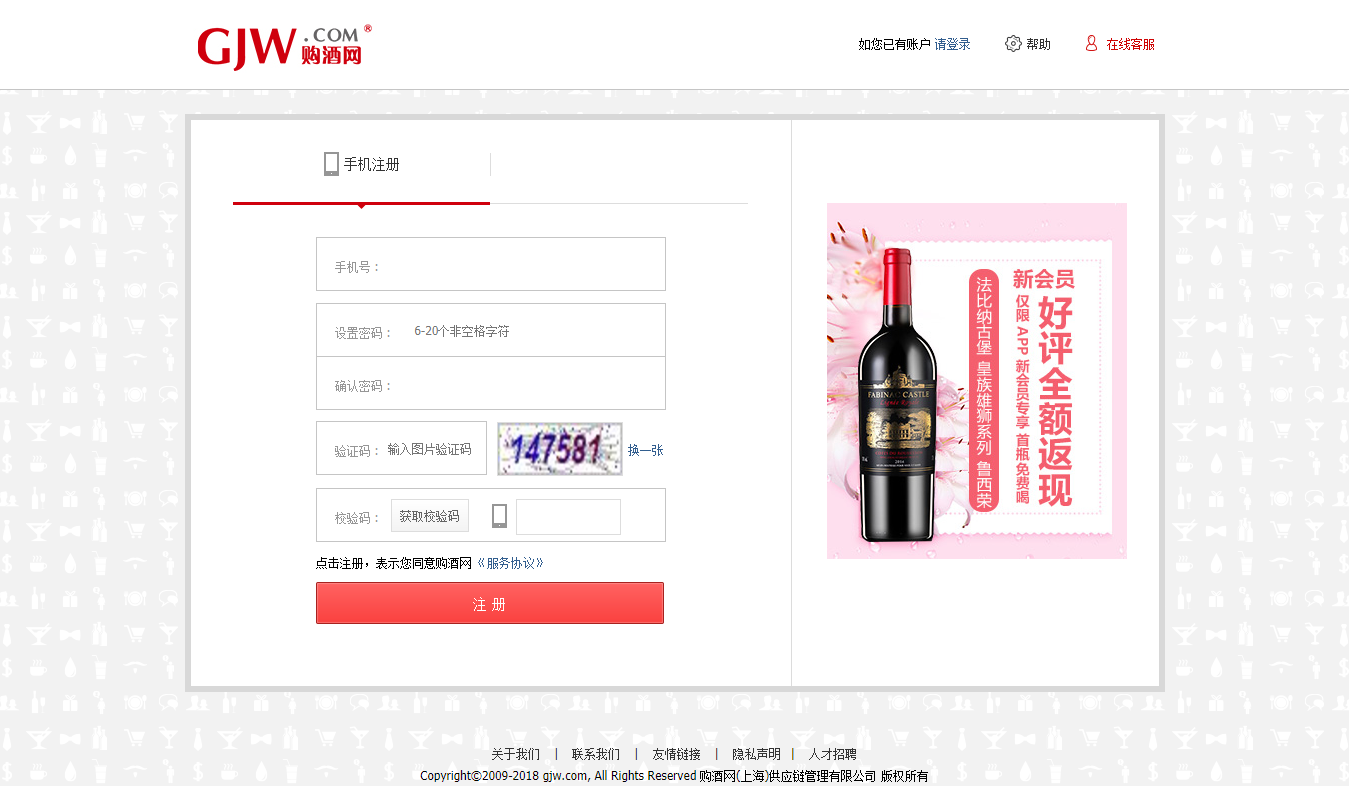 GJW.COM®
购酒网
如您已有账户 请登录 帮助 在线客服
手机注册
手机号：
设置密码： 6-20个非空格字符
确认密码：
验证码： 输入图片验证码 147581 换一张
校验码： 获取校验码
点击注册，表示您同意购酒网 《服务协议》
注 册
新会员
好评全额返现
仅限 APP 新会员专享 首瓶免费喝
法比纳古堡 皇族雄狮系列 鲁西荣
FABINAC CASTLE
关于我们 | 联系我们 | 友情链接 | 隐私声明 | 人才招聘
Copyright©2009-2018 gjw.com, All Rights Reserved 购酒网(上海)供应链管理有限公司 版权所有